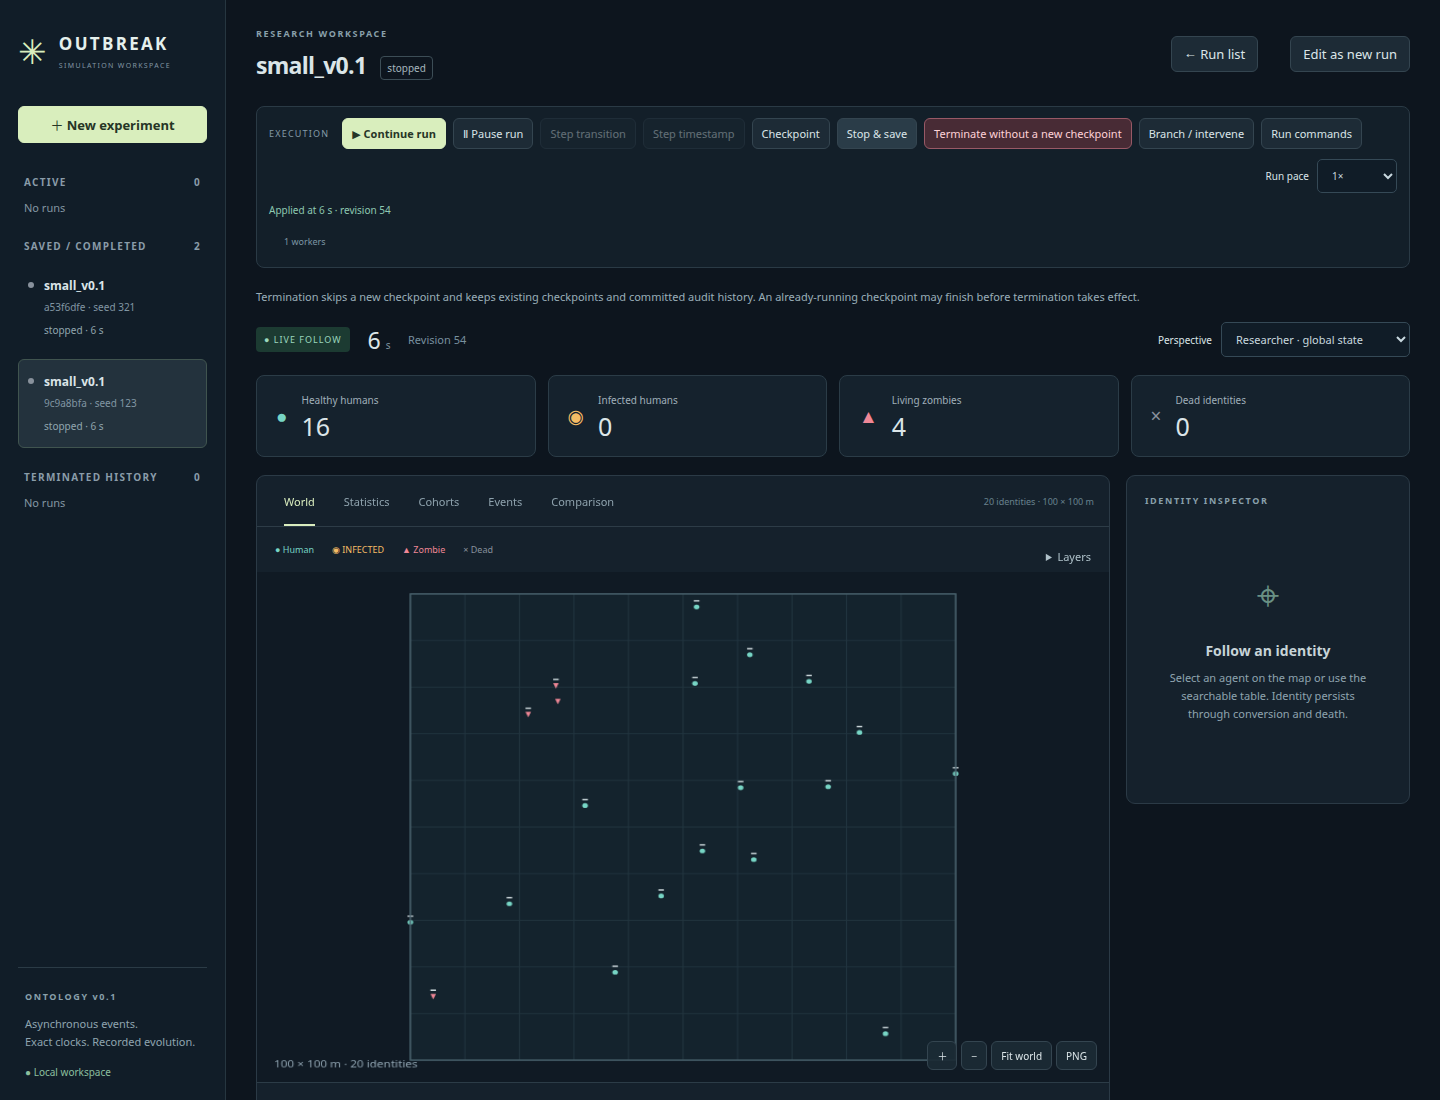 OUTBREAK
SIMULATION WORKSPACE
+ New experiment
ACTIVE 0
No runs
SAVED / COMPLETED 2
small_v0.1
a53f6dfe · seed 321
stopped · 6 s
small_v0.1
9c9a8bfa · seed 123
stopped · 6 s
TERMINATED HISTORY 0
No runs
ONTOLOGY v0.1
Asynchronous events.
Exact clocks. Recorded evolution.
● Local workspace
RESEARCH WORKSPACE
small_v0.1 stopped
← Run list Edit as new run
EXECUTION ▶ Continue run Ⅱ Pause run Step transition Step timestamp Checkpoint Stop & save Terminate without a new checkpoint Branch / intervene Run commands
Run pace 1×
Applied at 6 s · revision 54
1 workers
Termination skips a new checkpoint and keeps existing checkpoints and committed audit history. An already-running checkpoint may finish before termination takes effect.
● LIVE FOLLOW 6 s Revision 54 Perspective Researcher · global state
● Healthy humans
16
◉ Infected humans
0
▲ Living zombies
4
× Dead identities
0
World Statistics Cohorts Events Comparison 20 identities · 100 × 100 m
● Human ◉ INFECTED ▲ Zombie × Dead
▶ Layers
100 × 100 m · 20 identities
+ − Fit world PNG
IDENTITY INSPECTOR
Follow an identity
Select an agent on the map or use the
searchable table. Identity persists
through conversion and death.